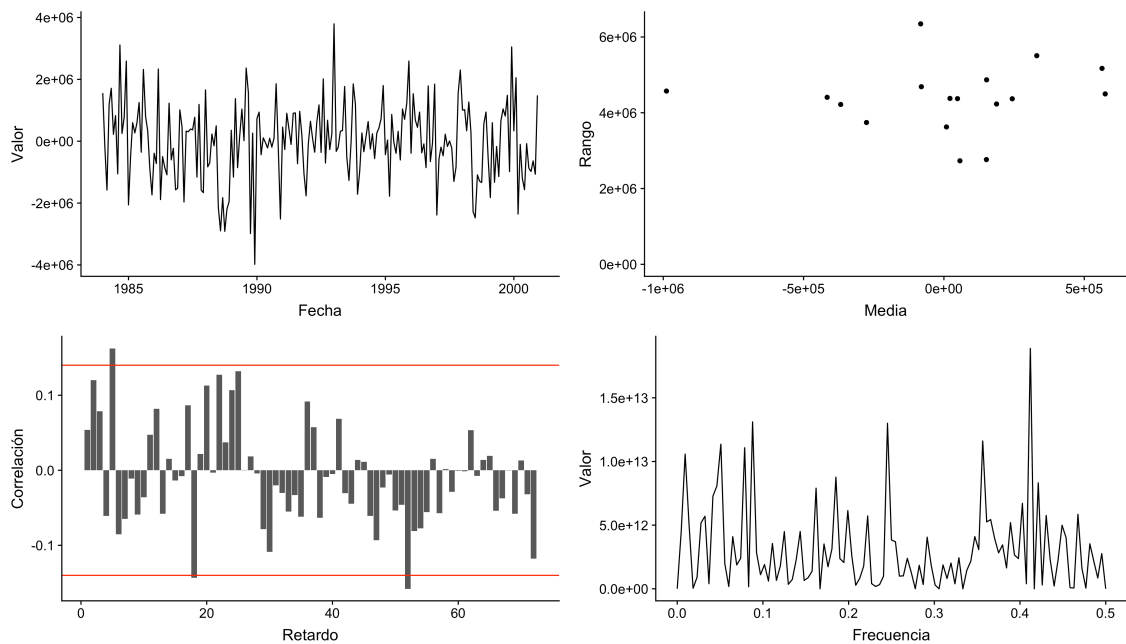 4e+06
2e+06
0e+00
-2e+06
-4e+06
Valor
1985
1990
1995
2000
Fecha
6e+06
4e+06
2e+06
0e+00
Rango
-1e+06
-5e+05
0e+00
5e+05
Media
0.1
0.0
-0.1
Correlación
0
20
40
60
Retardo
1.5e+13
1.0e+13
5.0e+12
0.0e+00
Valor
0.0
0.1
0.2
0.3
0.4
0.5
Frecuencia